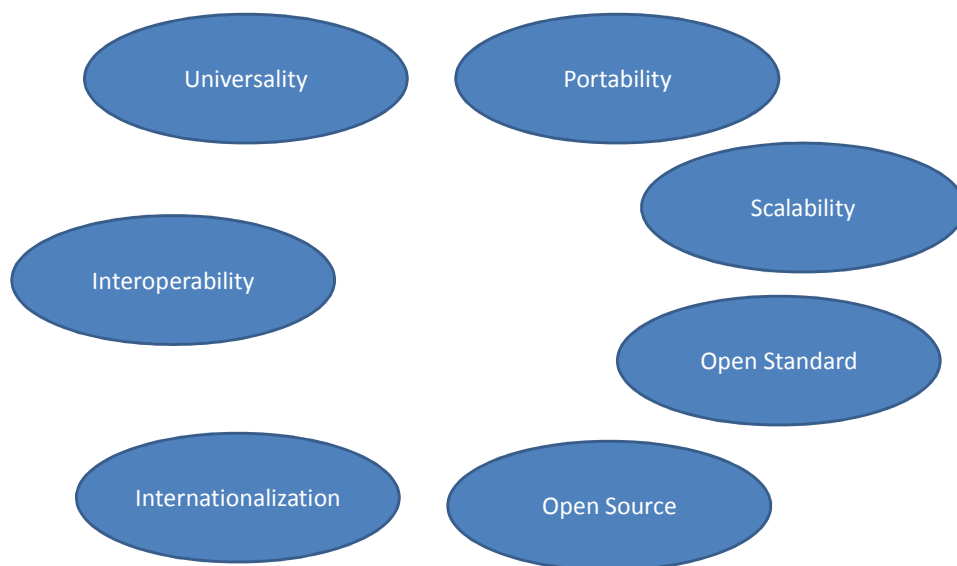 Universality
Portability
Scalability
Interoperability
Open Standard
Internationalization
Open Source